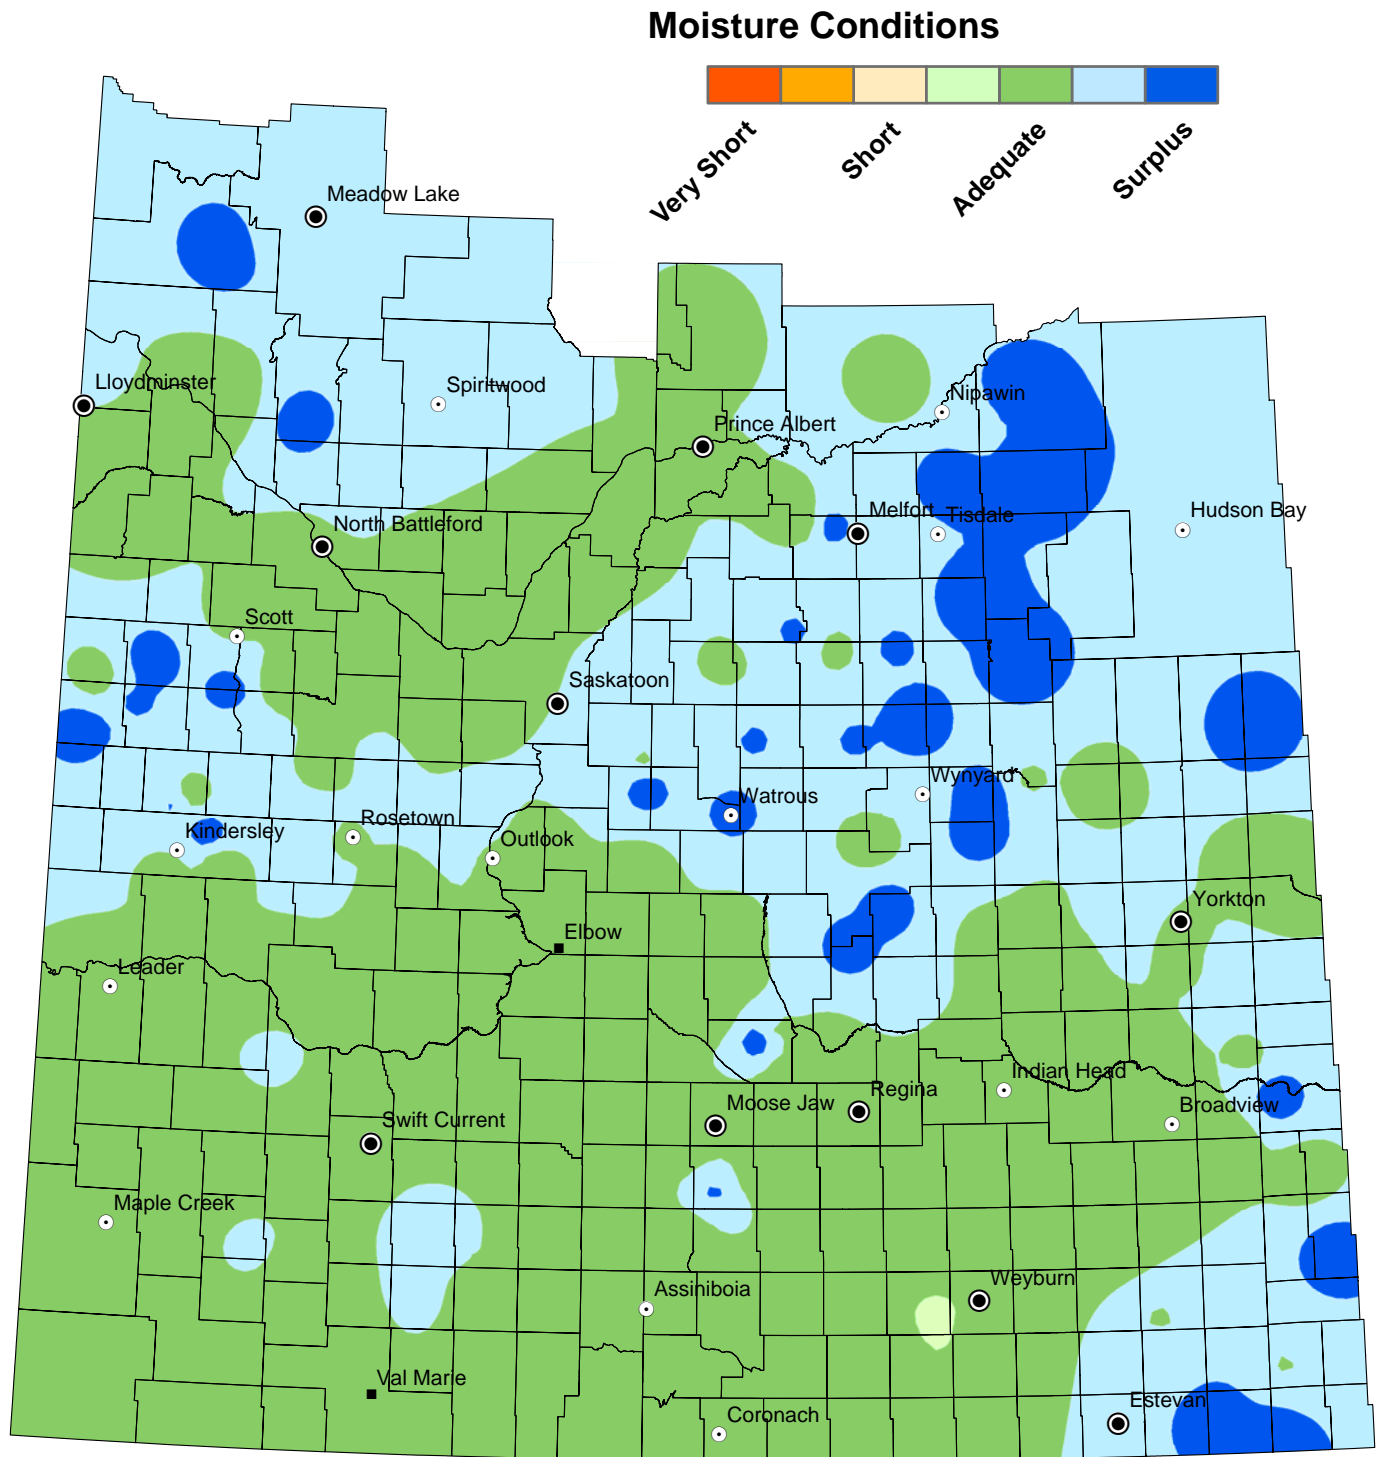 Moisture Conditions
Very Short
Short
Adequate
Surplus
Meadow Lake
Lloydminster
Spiritwood
Nipawin
Prince Albert
North Battleford
Melfort
Tisdale
Hudson Bay
Scott
Saskatoon
Wynyard
Watrous
Kindersley
Rosetown
Outlook
Yorkton
Elbow
Leader
Indian Head
Swift Current
Moose Jaw
Regina
Broadview
Maple Creek
Assiniboia
Weyburn
Val Marie
Coronach
Estevan